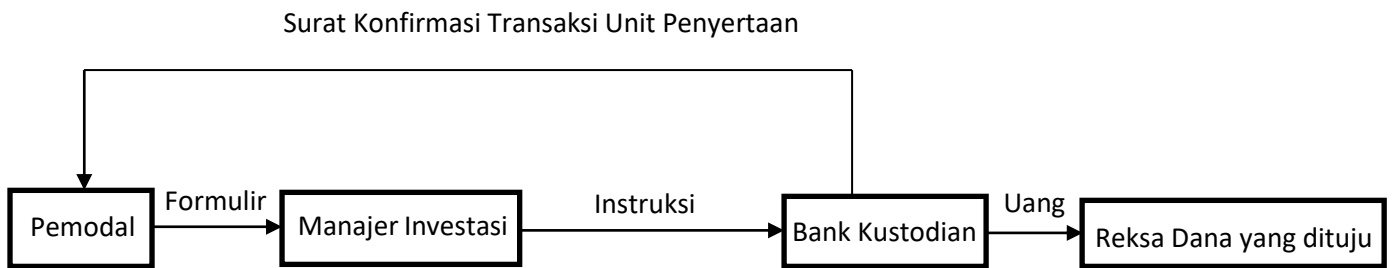 Surat Konfirmasi Transaksi Unit Penyertaan
Formulir
Instruksi
Uang
Pemodal
Manajer Investasi
Bank Kustodian
Reksa Dana yang dituju